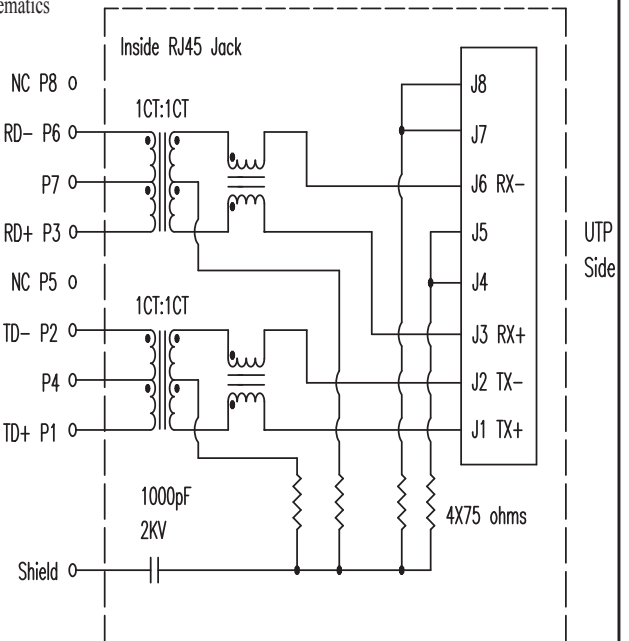 Inside RJ45 Jack
NC P8
1CT:1CT
RD- P6
P7
RD+ P3
NC P5
1CT:1CT
TD- P2
P4
TD+ P1
1000pF
2KV
Shield
J8
J7
J6 RX-
J5
J4
J3 RX+
J2 TX-
J1 TX+
UTP
Side
4X75 ohms